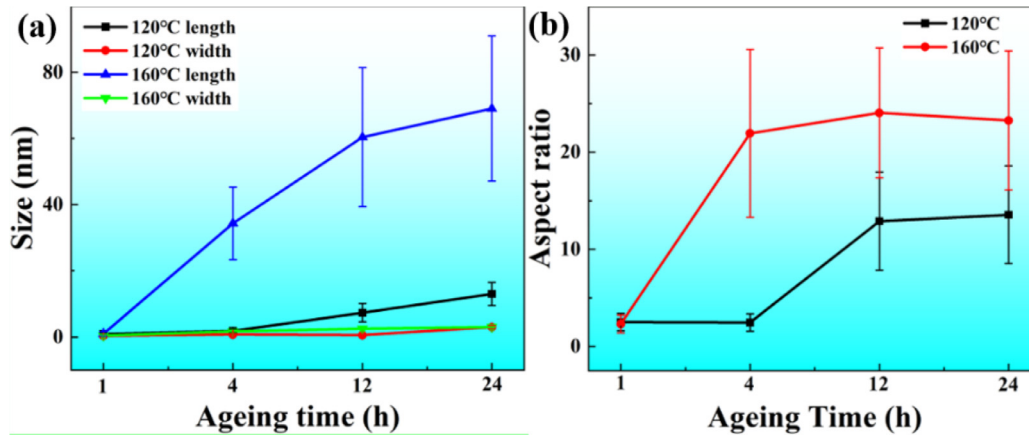 (a)
120°C length
120°C width
160°C length
160°C width
80
40
0
Size (nm)
1 4 12 24
Ageing time (h)
(b)
120°C
160°C
30
20
10
0
Aspect ratio
1 4 12 24
Ageing Time (h)